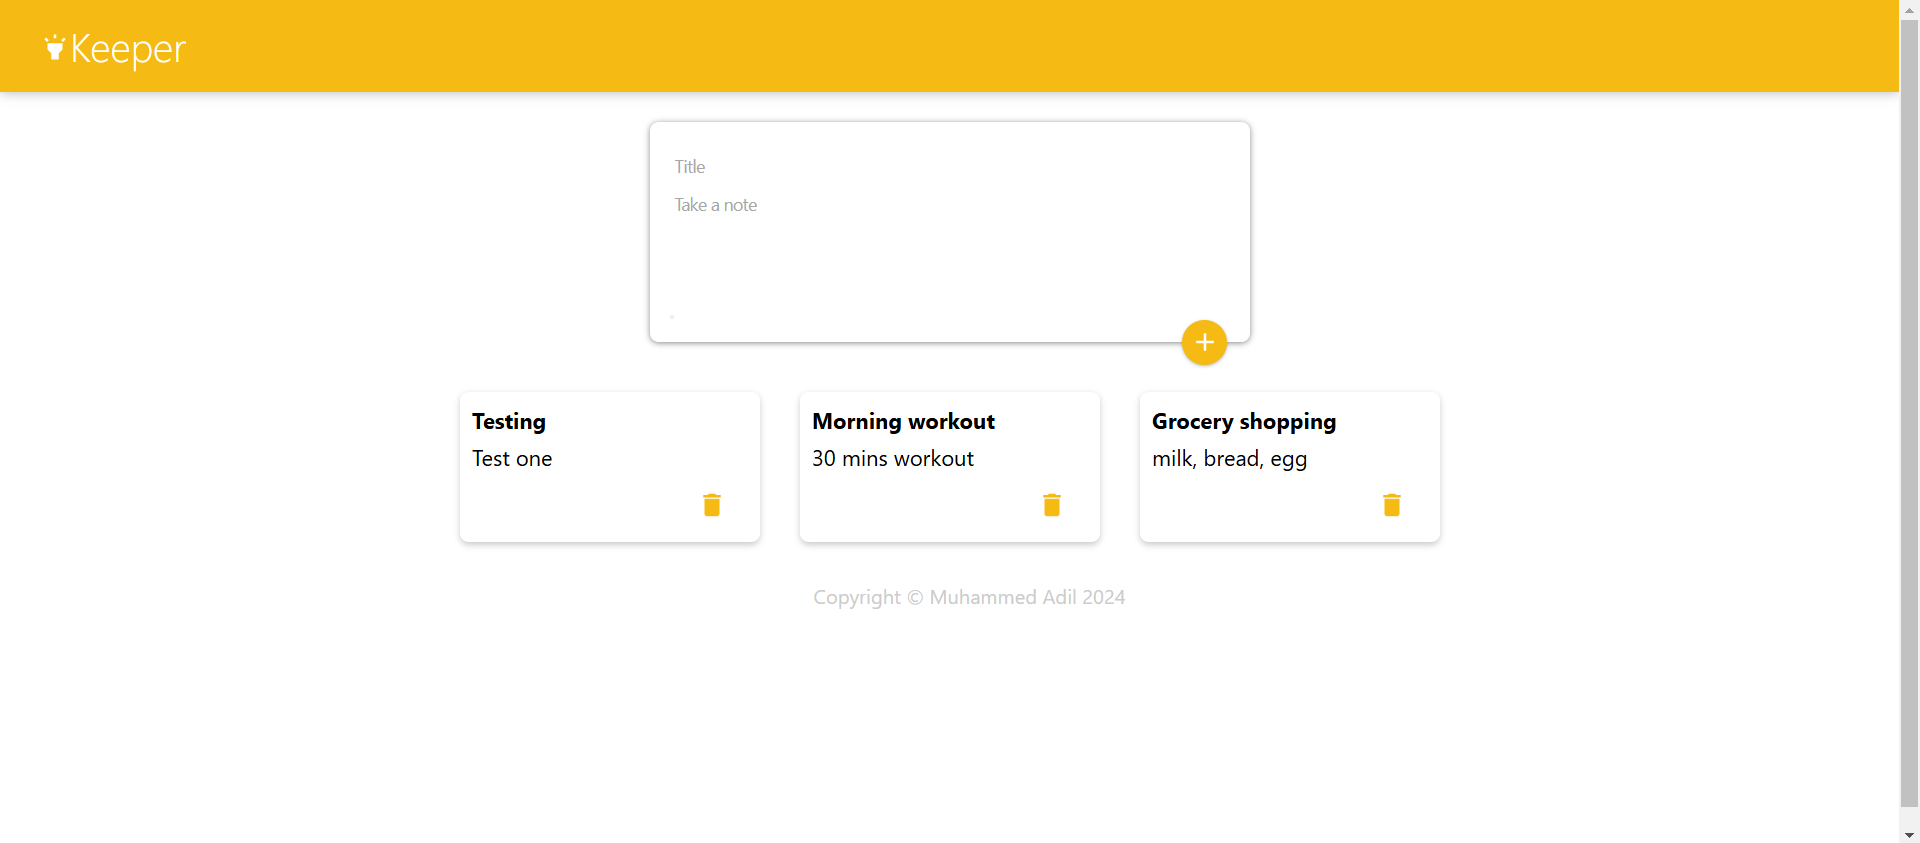 Keeper
Title
Take a note
Testing
Test one
Morning workout
30 mins workout
Grocery shopping
milk, bread, egg
Copyright © Muhammed Adil 2024